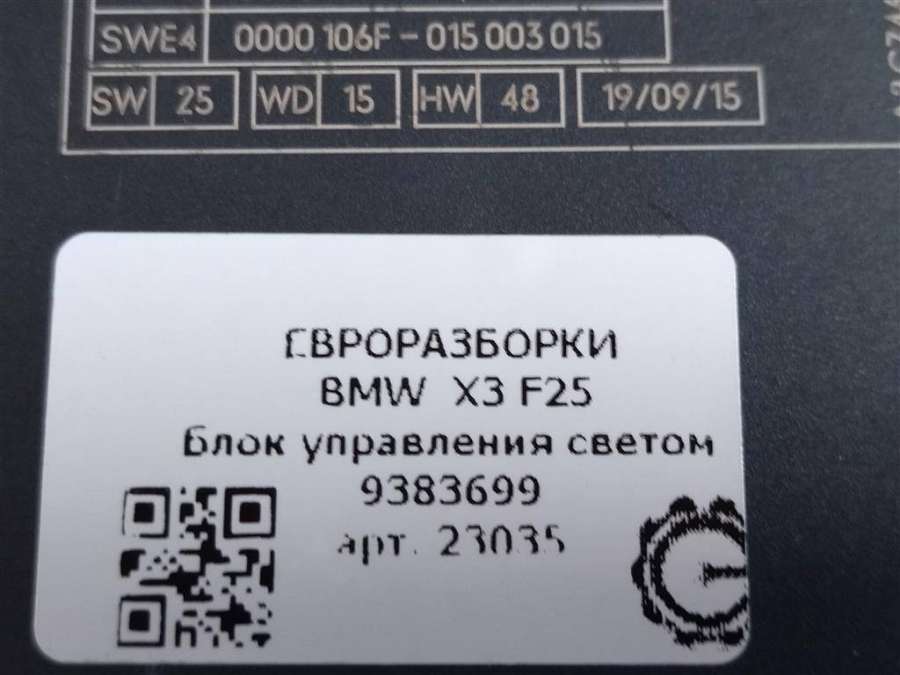 SWE4 0000 106F - 015 003 015
SW 25 WD 15 HW 48 19/09/15
ЕВРОРАЗБОРКИ
BMW X3 F25
Блок управления светом
9383699
арт. 23035